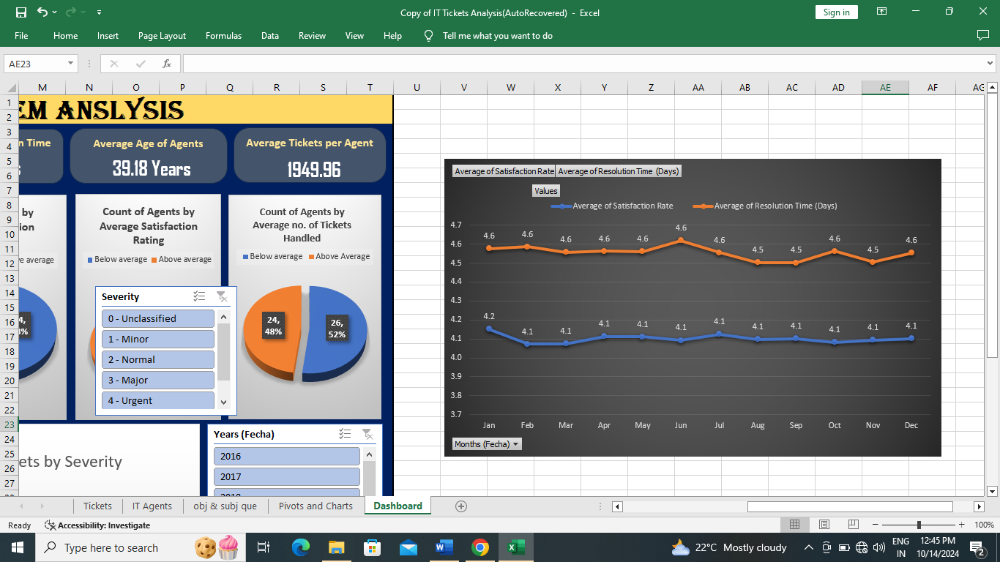 Copy of IT Tickets Analysis(AutoRecovered) - Excel
Sign in
File Home Insert Page Layout Formulas Data Review View Help Tell me what you want to do
AE23
fx
M N O P Q R S T U V W X Y Z AA AB AC AD AE AF AG
1
2
3
4
5
6
7
8
9
10
11
12
13
14
15
16
17
18
19
20
21
22
23
24
25
26
27
EM ANSLYSIS
n Time
Average Age of Agents
39.18 Years
Average Tickets per Agent
1949.96
by
ion
ve average
4,
8%
Count of Agents by
Average Satisfaction
Rating
Below average Above average
Count of Agents by
Average no. of Tickets
Handled
Below average Above Average
24,
48%
26,
52%
Severity
0 - Unclassified
1 - Minor
2 - Normal
3 - Major
4 - Urgent
ets by Severity
Years (Fecha)
2016
2017
2018
Average of Satisfaction Rate Average of Resolution Time (Days)
Values
Average of Satisfaction Rate Average of Resolution Time (Days)
4.7
4.6
4.5
4.4
4.3
4.2
4.1
4.0
3.9
3.8
3.7
4.6 4.6 4.6 4.6 4.6 4.6 4.6 4.5 4.5 4.6 4.5 4.6
4.2 4.1 4.1 4.1 4.1 4.1 4.1 4.1 4.1 4.1 4.1 4.1
Jan Feb Mar Apr May Jun Jul Aug Sep Oct Nov Dec
Months (Fecha)
Tickets IT Agents obj & subj que Pivots and Charts Dashboard
Ready Accessibility: Investigate
100%
Type here to search
22°C Mostly cloudy
ENG
IN
12:45 PM
10/14/2024
2